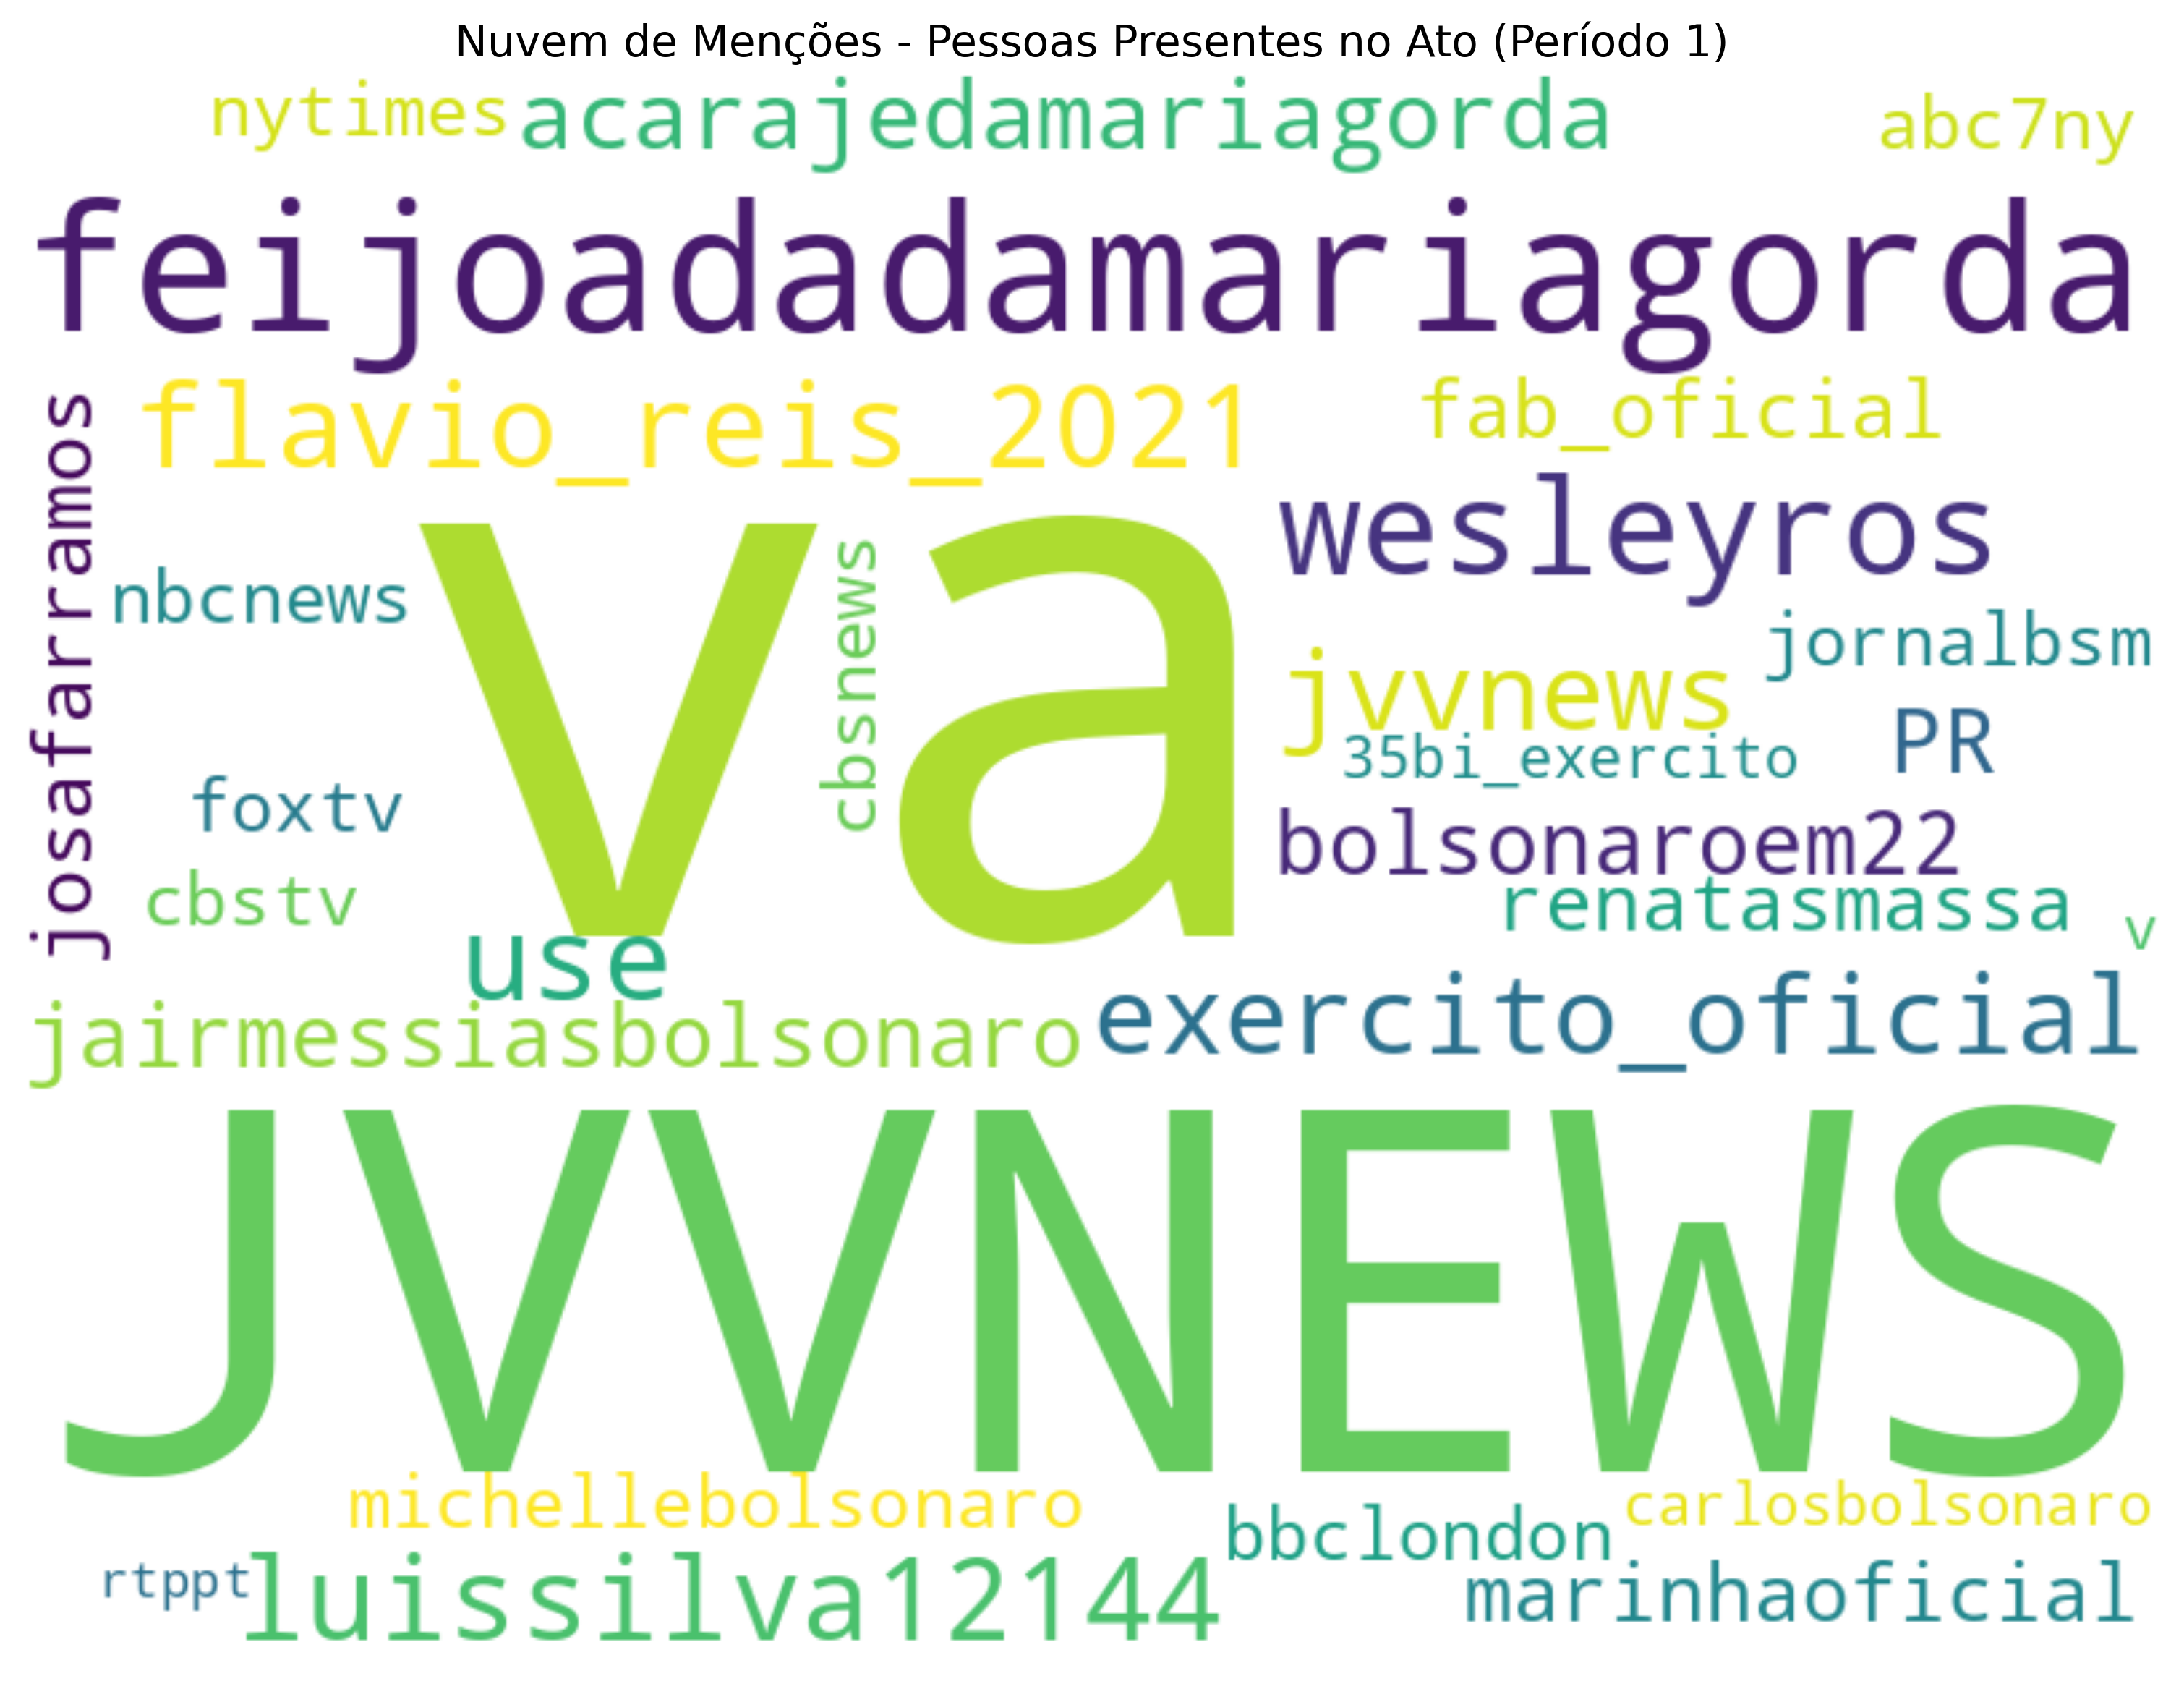 Nuvem de Menções - Pessoas Presentes no Ato (Período 1)
nytimes
acarajedamariagorda
abc7ny
feijoadadamariagorda
flavio_reis_2021
fab_oficial
josafarramos
va
cbsnews
wesleyros
nbcnews
jornalbsm
jvvnews
PR
35bi_exercito
foxtv
bolsonaroem22
cbstv
renatasmassa
v
use
jairmessiasbolsonaro
exercito_oficial
JVVNEWS
michellebolsonaro
carlosbolsonaro
bbclondon
rtppt
luissilva12144
marinhaoficial